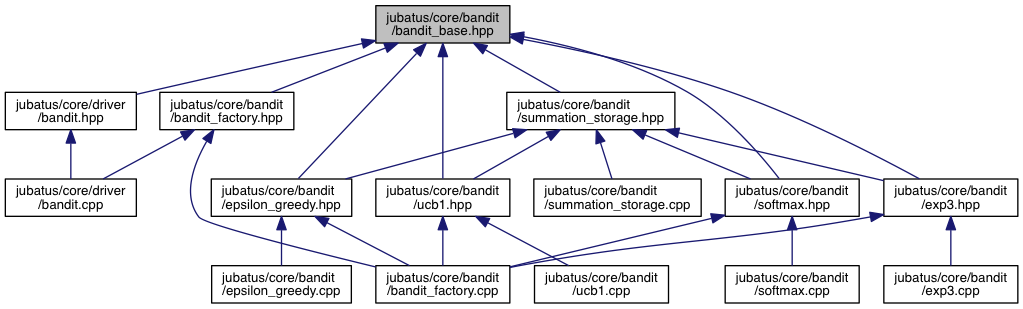 jubatus/core/bandit
/bandit_base.hpp
jubatus/core/driver
/bandit.hpp
jubatus/core/bandit
/bandit_factory.hpp
jubatus/core/bandit
/summation_storage.hpp
jubatus/core/driver
/bandit.cpp
jubatus/core/bandit
/epsilon_greedy.hpp
jubatus/core/bandit
/ucb1.hpp
jubatus/core/bandit
/summation_storage.cpp
jubatus/core/bandit
/softmax.hpp
jubatus/core/bandit
/exp3.hpp
jubatus/core/bandit
/epsilon_greedy.cpp
jubatus/core/bandit
/bandit_factory.cpp
jubatus/core/bandit
/ucb1.cpp
jubatus/core/bandit
/softmax.cpp
jubatus/core/bandit
/exp3.cpp